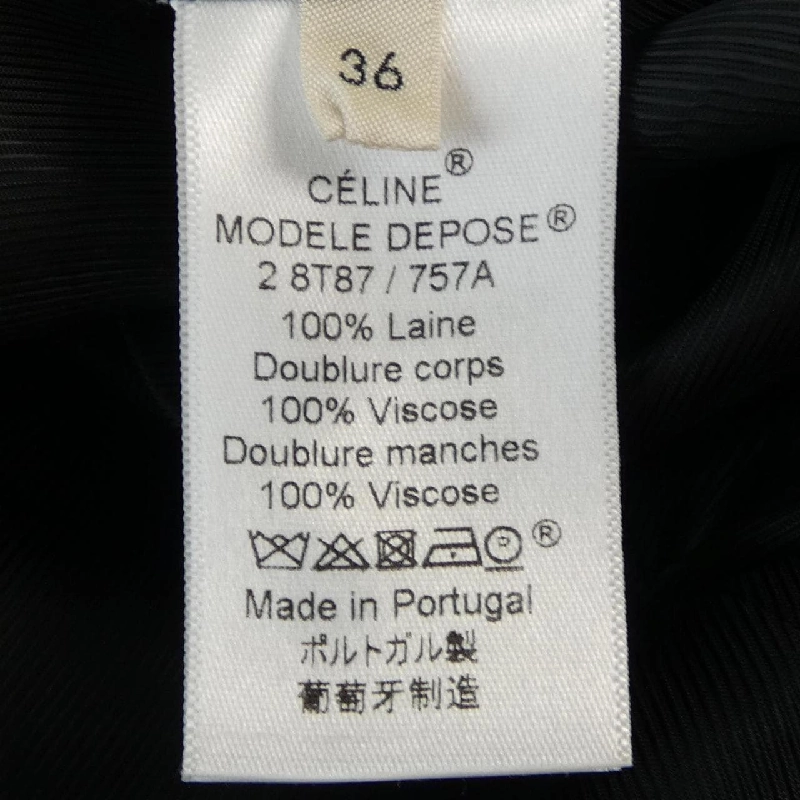 36
CÉLINE®
MODELE DEPOSE®
2 8T87 / 757A
100% Laine
Doublure corps
100% Viscose
Doublure manches
100% Viscose
P ®
Made in Portugal
ポルトガル製
葡萄牙制造